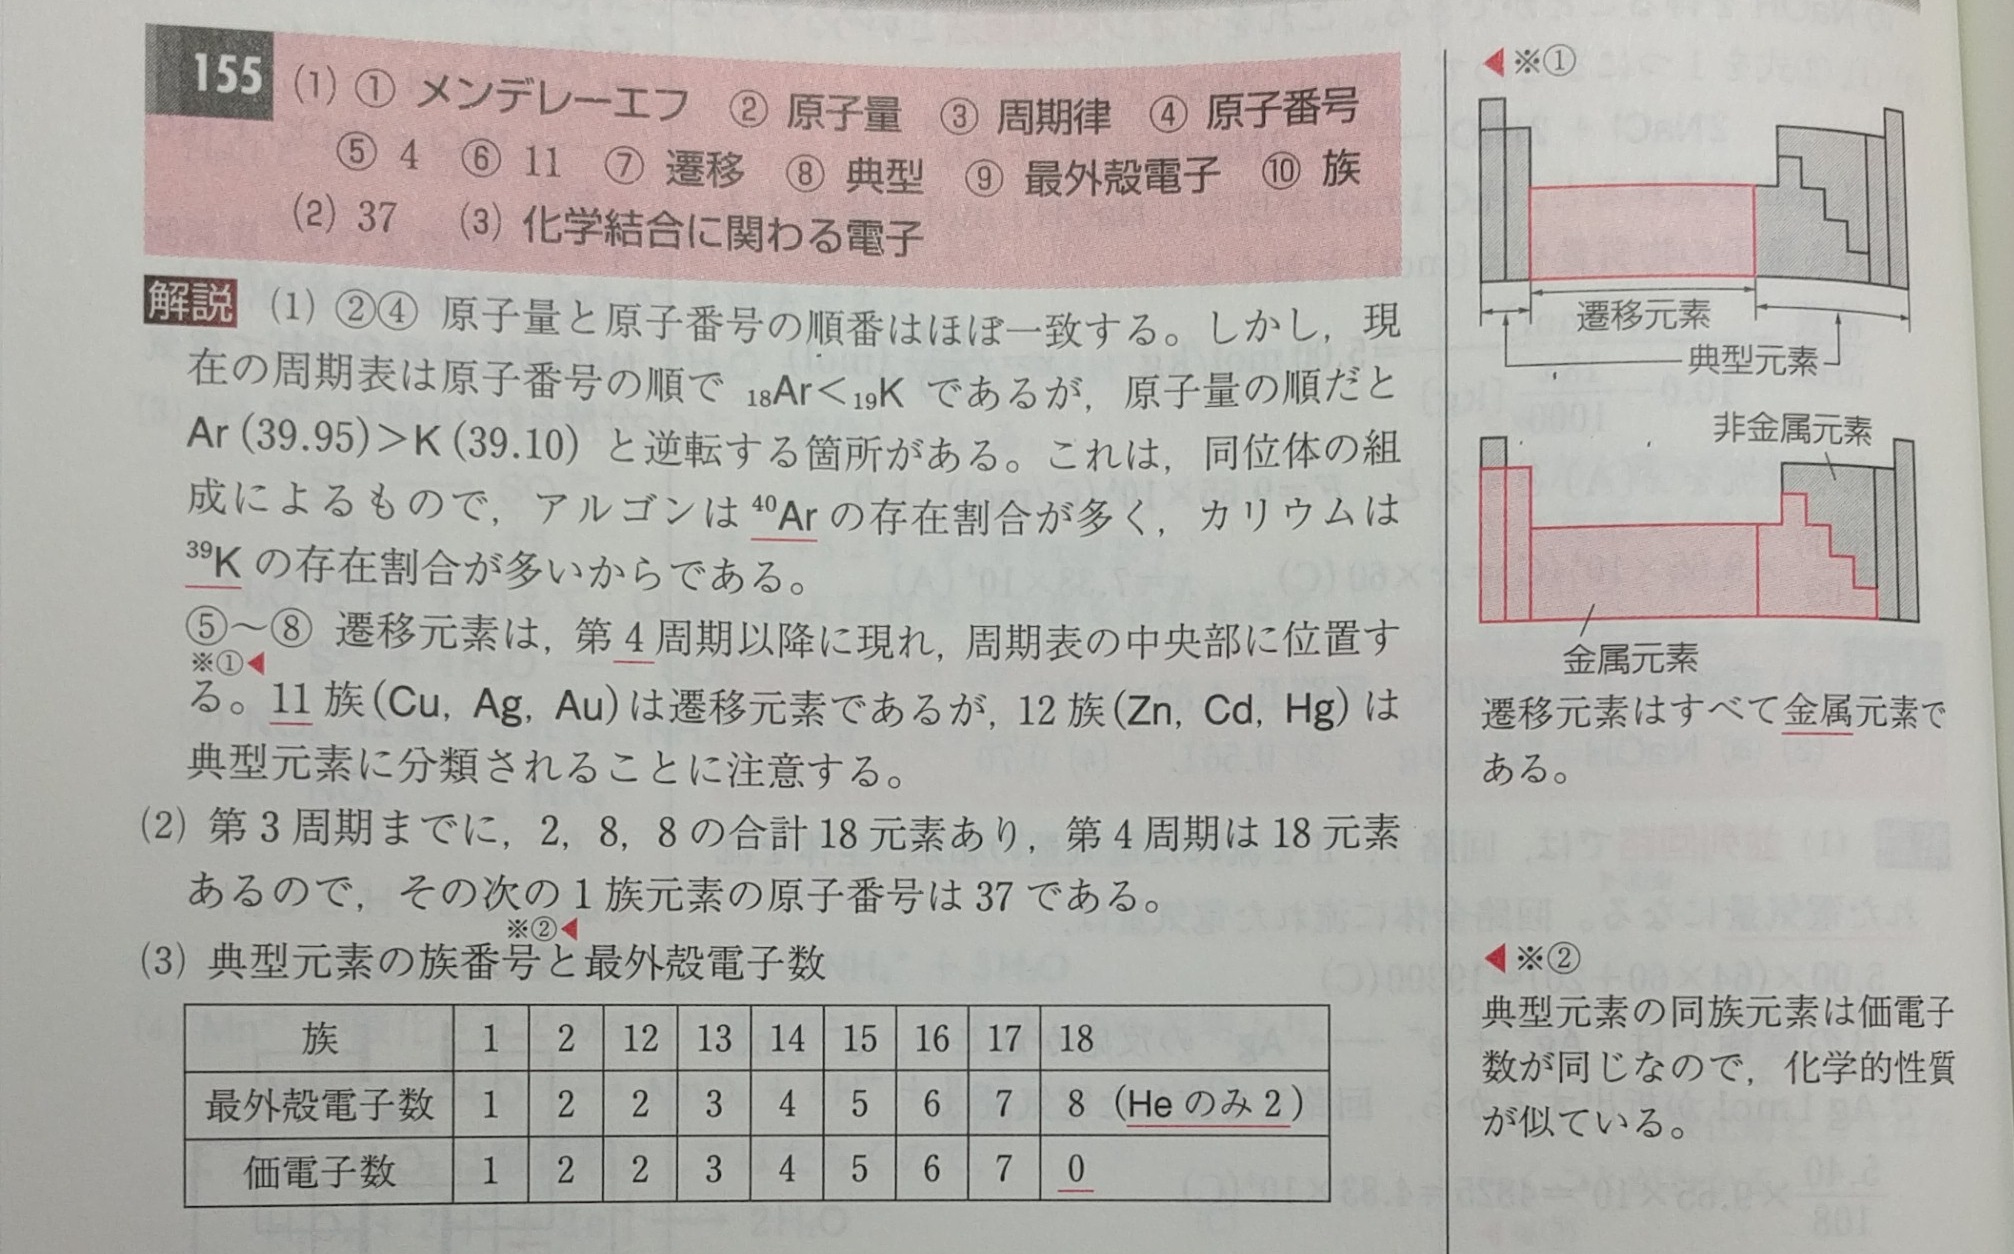 155
(1) ① メンデレーエフ ② 原子量 ③ 周期律 ④ 原子番号
⑤ 4 ⑥ 11 ⑦ 遷移 ⑧ 典型 ⑨ 最外殻電子 ⑩ 族
(2) 37 (3) 化学結合に関わる電子
解説 (1) ②④ 原子量と原子番号の順番はほぼ一致する。しかし，現
在の周期表は原子番号の順で ₁₈Ar＜₁₉K であるが，原子量の順だと
Ar (39.95)＞K (39.10) と逆転する箇所がある。これは，同位体の組
成によるもので，アルゴンは ⁴⁰Ar の存在割合が多く，カリウムは
³⁹K の存在割合が多いからである。
⑤〜⑧ 遷移元素は，第 4 周期以降に現れ，周期表の中央部に位置す
※①◀
る。11 族(Cu, Ag, Au)は遷移元素であるが，12 族(Zn, Cd, Hg)は
典型元素に分類されることに注意する。
(2) 第 3 周期までに，2，8，8 の合計 18 元素あり，第 4 周期は 18 元素
あるので，その次の 1 族元素の原子番号は 37 である。
※②◀
(3) 典型元素の族番号と最外殻電子数
族 1 2 12 13 14 15 16 17 18
最外殻電子数 1 2 2 3 4 5 6 7 8 (He のみ 2)
価電子数 1 2 2 3 4 5 6 7 0
◀※①
遷移元素
典型元素
非金属元素
金属元素
遷移元素はすべて金属元素で
ある。
◀※②
典型元素の同族元素は価電子
数が同じなので，化学的性質
が似ている。